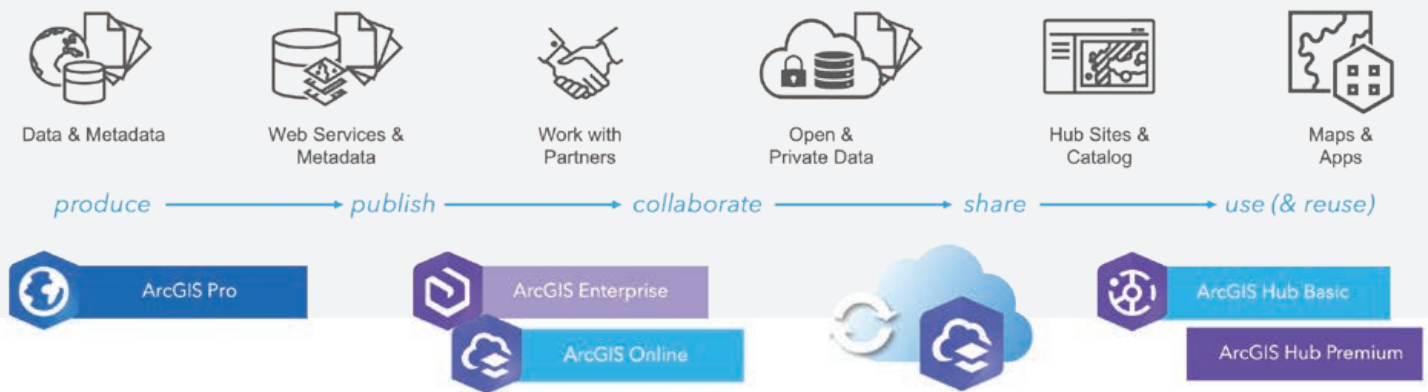 Data & Metadata
Web Services &
Metadata
Work with
Partners
Open &
Private Data
Hub Sites &
Catalog
Maps &
Apps
produce
publish
collaborate
share
use (& reuse)
ArcGIS Pro
ArcGIS Enterprise
ArcGIS Online
ArcGIS Hub Basic
ArcGIS Hub Premium